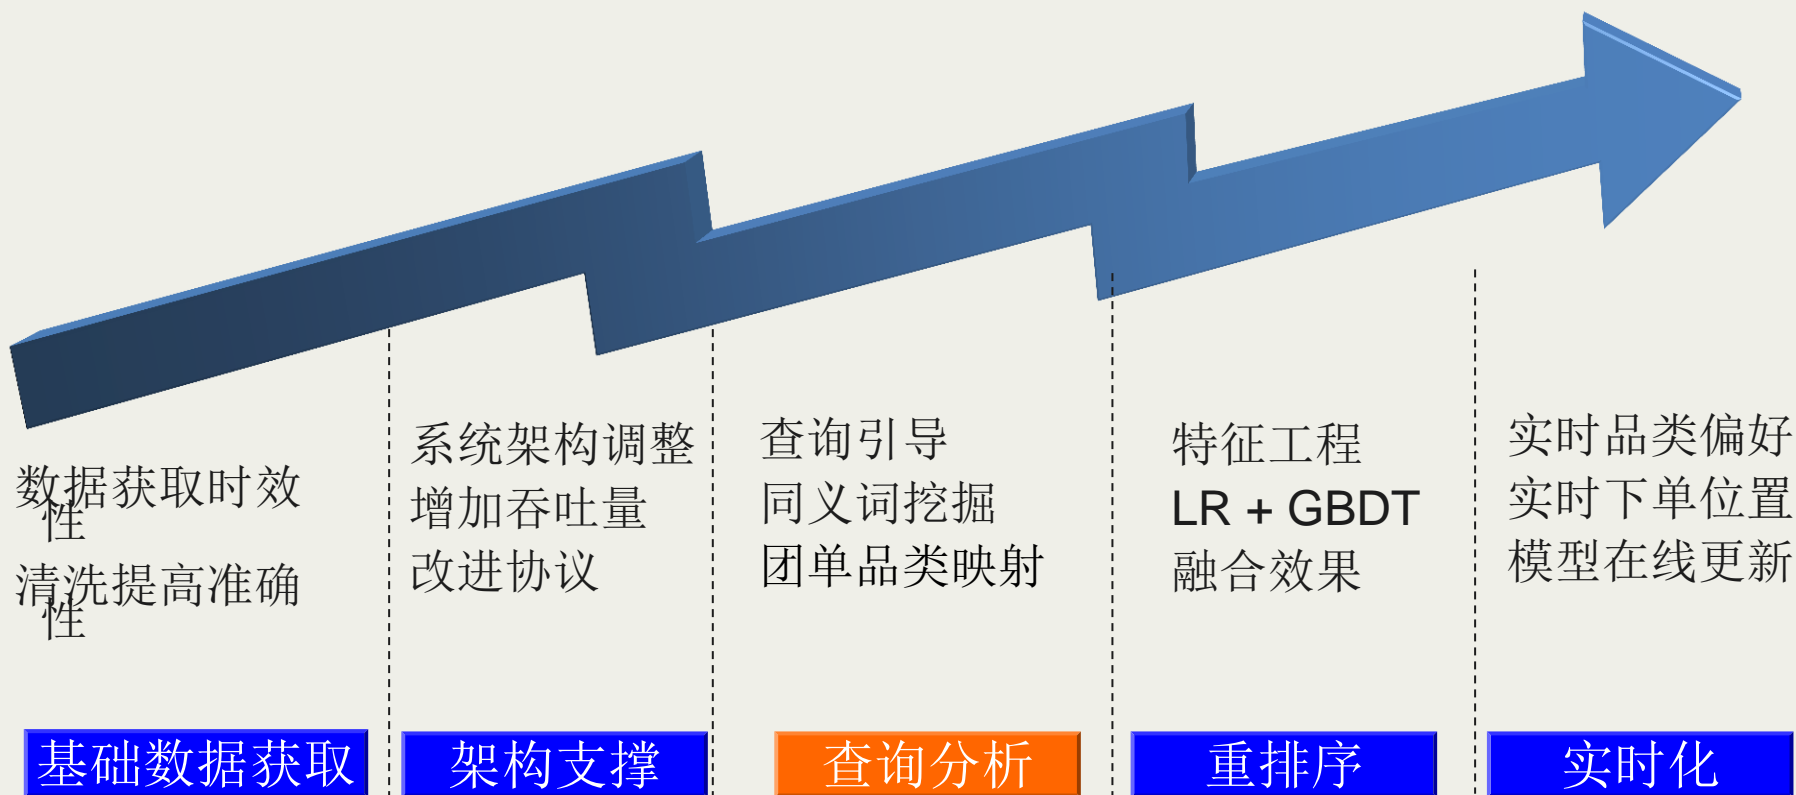 数据获取时效
性
清洗提高准确
性
系统架构调整
增加吞吐量
改进协议
查询引导
同义词挖掘
团单品类映射
特征工程
LR + GBDT
融合效果
实时品类偏好
实时下单位置
模型在线更新
基础数据获取
架构支撑
查询分析
重排序
实时化